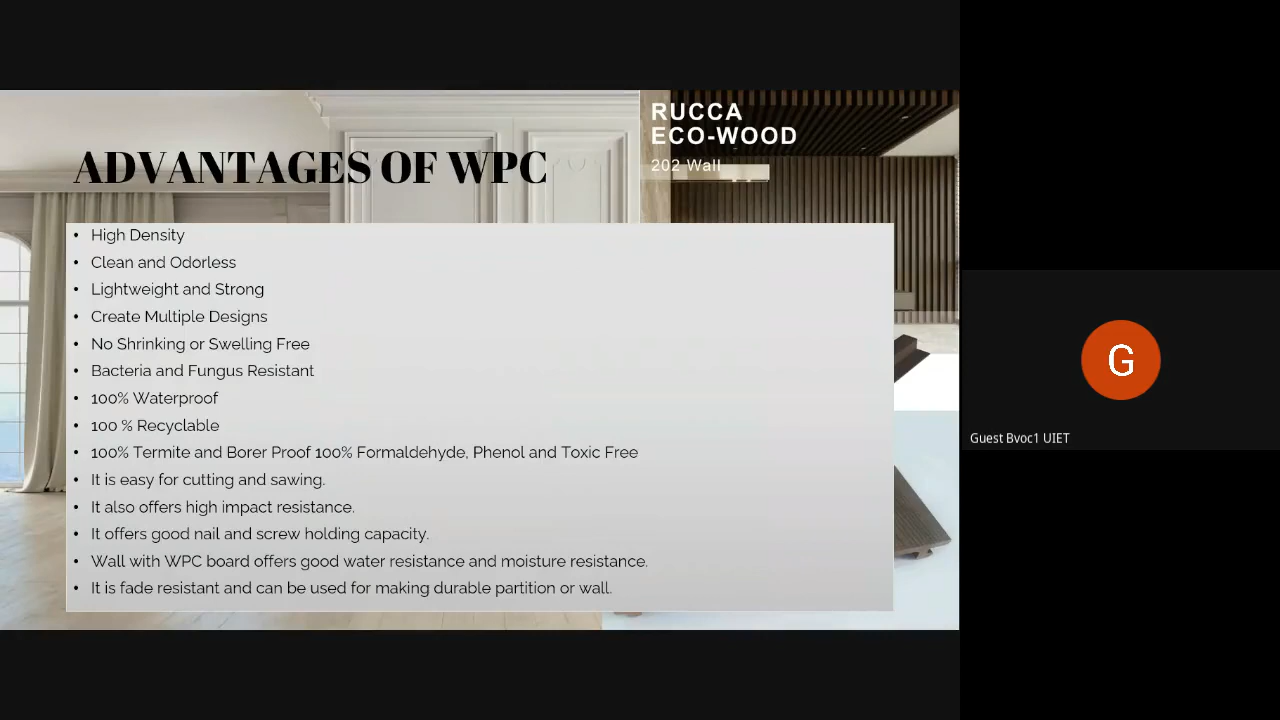 RUCCA
ECO-WOOD
202 Wall
ADVANTAGES OF WPC
• High Density
• Clean and Odorless
• Lightweight and Strong
• Create Multiple Designs
• No Shrinking or Swelling Free
• Bacteria and Fungus Resistant
• 100% Waterproof
• 100 % Recyclable
• 100% Termite and Borer Proof 100% Formaldehyde, Phenol and Toxic Free
• It is easy for cutting and sawing.
• It also offers high impact resistance.
• It offers good nail and screw holding capacity.
• Wall with WPC board offers good water resistance and moisture resistance.
• It is fade resistant and can be used for making durable partition or wall.
G
Guest Bvoc1 UIET